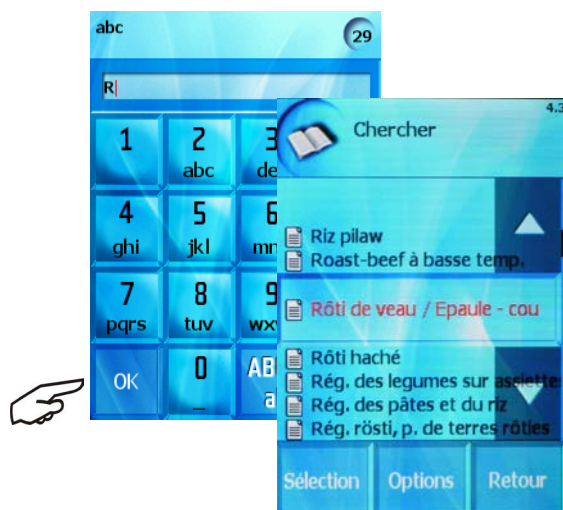 abc
29
R
1
2
abc
3
de
4
ghi
5
jkl
6
mn
7
pqrs
8
tuv
9
wx
OK
0
_
AB
a
4.3
Chercher
Riz pilaw
Roast-beef à basse temp.
Rôti de veau / Epaule - cou
Rôti haché
Rég. des legumes sur assiettes
Rég. des pâtes et du riz
Rég. rösti, p. de terres rôties
Sélection
Options
Retour